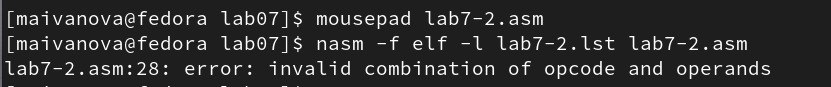 [maivanova@fedora lab07]$ mousepad lab7-2.asm
[maivanova@fedora lab07]$ nasm -f elf -l lab7-2.lst lab7-2.asm
lab7-2.asm:28: error: invalid combination of opcode and operands